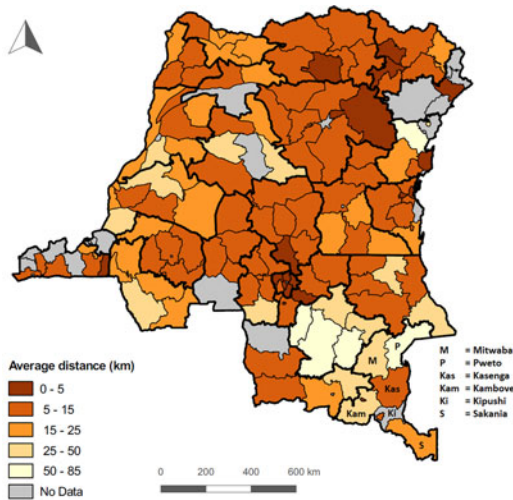 P
M
Kas
Kam
Ki
S
M = Mitwaba
P = Pweto
Kas = Kasenga
Kam = Kambove
Ki = Kipushi
S = Sakania
Average distance (km)
0 - 5
5 - 15
15 - 25
25 - 50
50 - 85
No Data
0 200 400 600 km